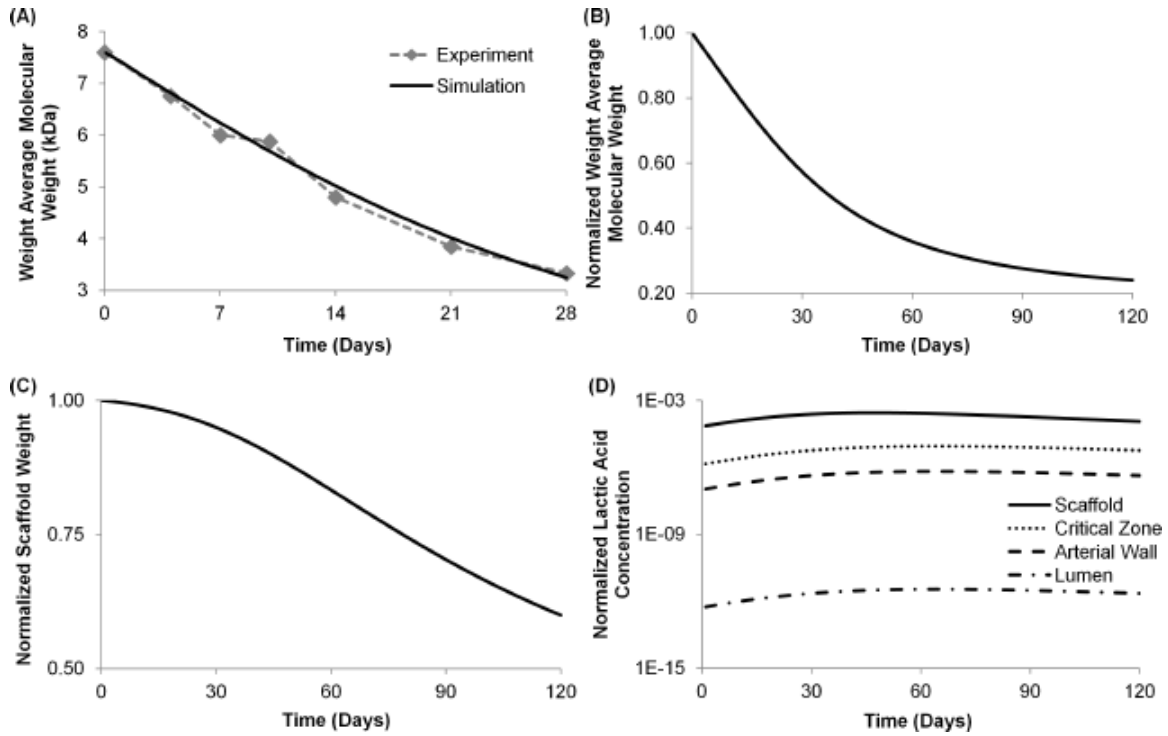 (A)
Weight Average Molecular
Weight (kDa)
8
7
6
5
4
3
Experiment
Simulation
0
7
14
21
28
Time (Days)
(B)
Normalized Weight Average
Molecular Weight
1.00
0.80
0.60
0.40
0.20
0
30
60
90
120
Time (Days)
(C)
Normalized Scaffold Weight
1.00
0.75
0.50
0
30
60
90
120
Time (Days)
(D)
Normalized Lactic Acid
Concentration
1E-03
1E-09
1E-15
Scaffold
Critical Zone
Arterial Wall
Lumen
0
30
60
90
120
Time (Days)